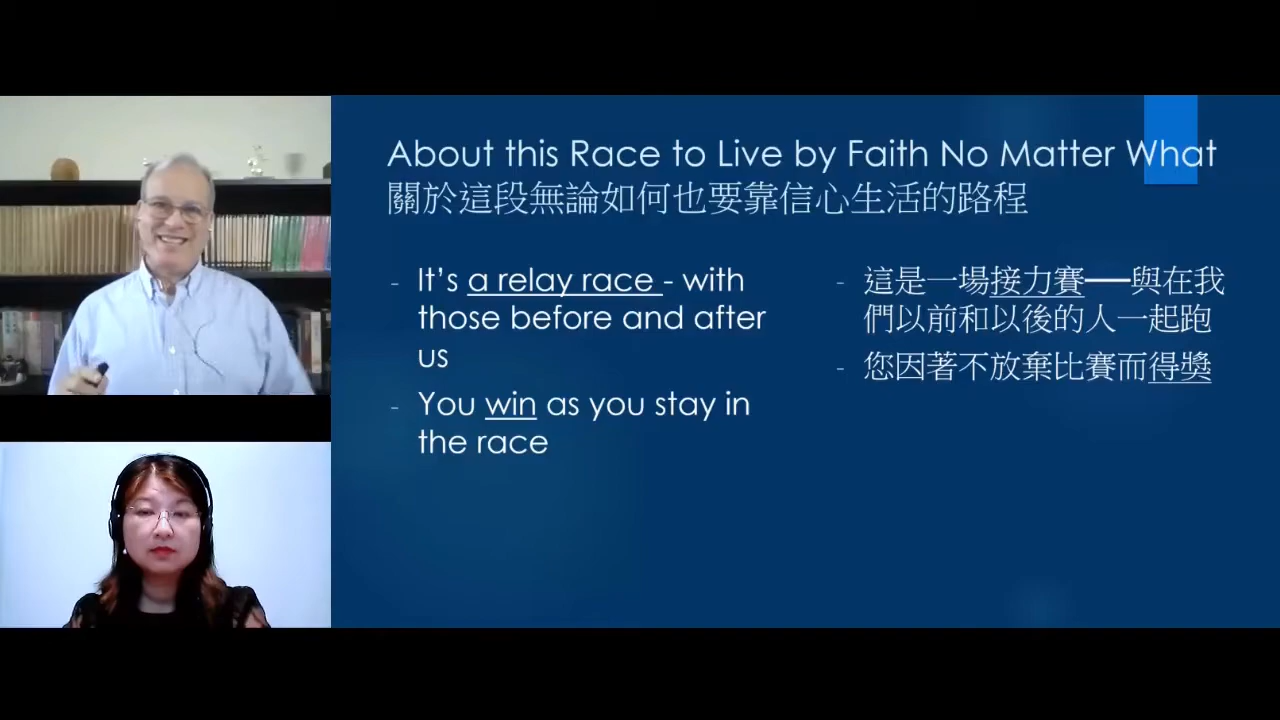 About this Race to Live by Faith No Matter What
關於這段無論如何也要靠信心生活的路程
- It’s a relay race - with
those before and after
us
- You win as you stay in
the race
- 這是一場接力賽——與在我
們以前和以後的人一起跑
- 您因著不放棄比賽而得獎